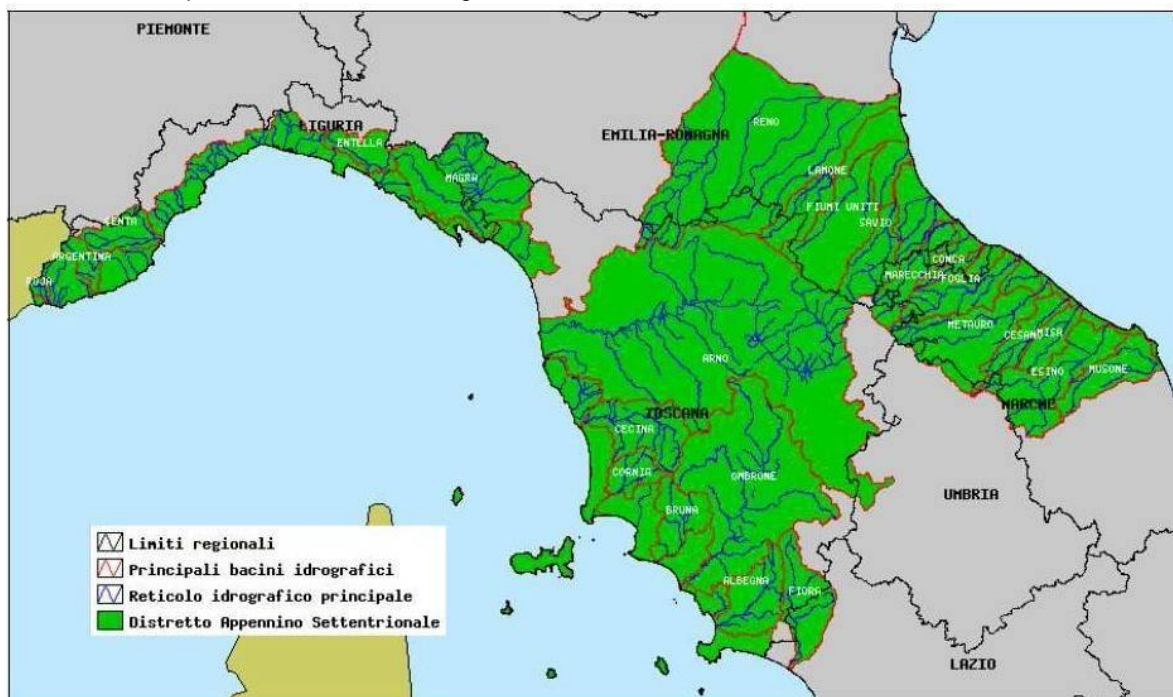 PIEMONTE
LIGURIA
ENTELLA
MAGRA
CENTA
ARGENTINA
ROJA
EMILIA-ROMAGNA
RENO
LAMONE
FIUMI UNITI
SAVIO
CONCA
MARECCHIA
FOGLIA
METAURO
CESANO
MISA
ESINO
MUSONE
MARCHE
ARNO
TOSCANA
CECINA
CORNIA
OMBRONE
BRUNA
UMBRIA
ALBEGNA
FIORA
LAZIO
Limiti regionali
Principali bacini idrografici
Reticolo idrografico principale
Distretto Appennino Settentrionale